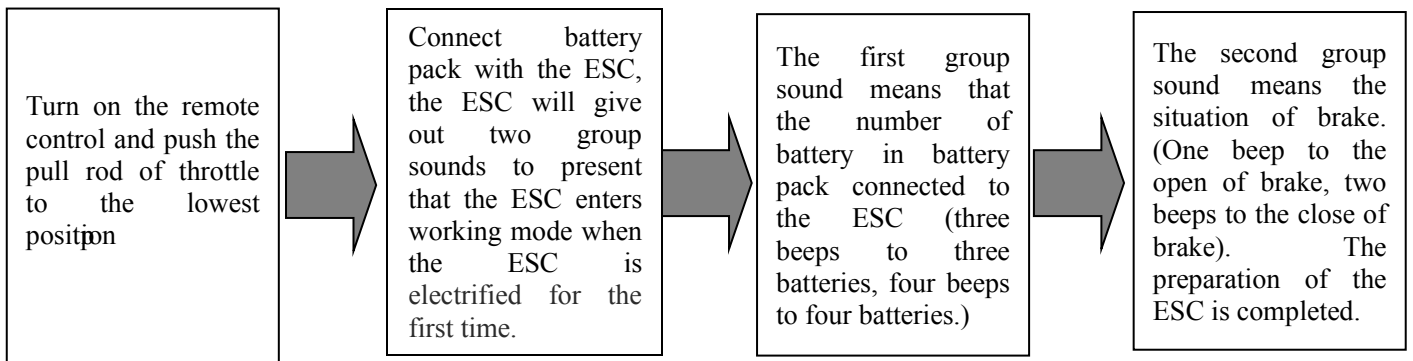 Turn on the remote
control and push the
pull rod of throttle
to the lowest
position
Connect battery
pack with the ESC,
the ESC will give
out two group
sounds to present
that the ESC enters
working mode when
the ESC is
electrified for the
first time.
The first group
sound means that
the number of
battery in battery
pack connected to
the ESC (three
beeps to three
batteries, four beeps
to four batteries.)
The second group
sound means the
situation of brake.
(One beep to the
open of brake, two
beeps to the close of
brake). The
preparation of the
ESC is completed.